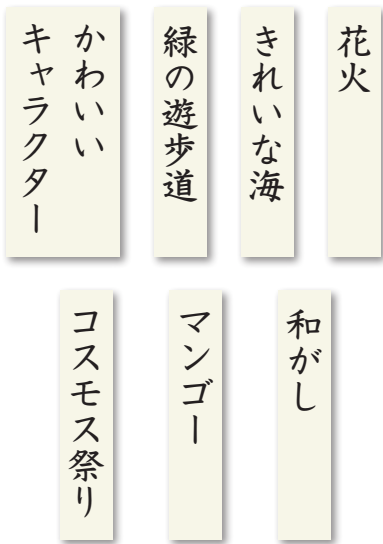 花火
きれいな海
緑の遊歩道
かわいい
キャラクター
和がし
マンゴー
コスモス祭り